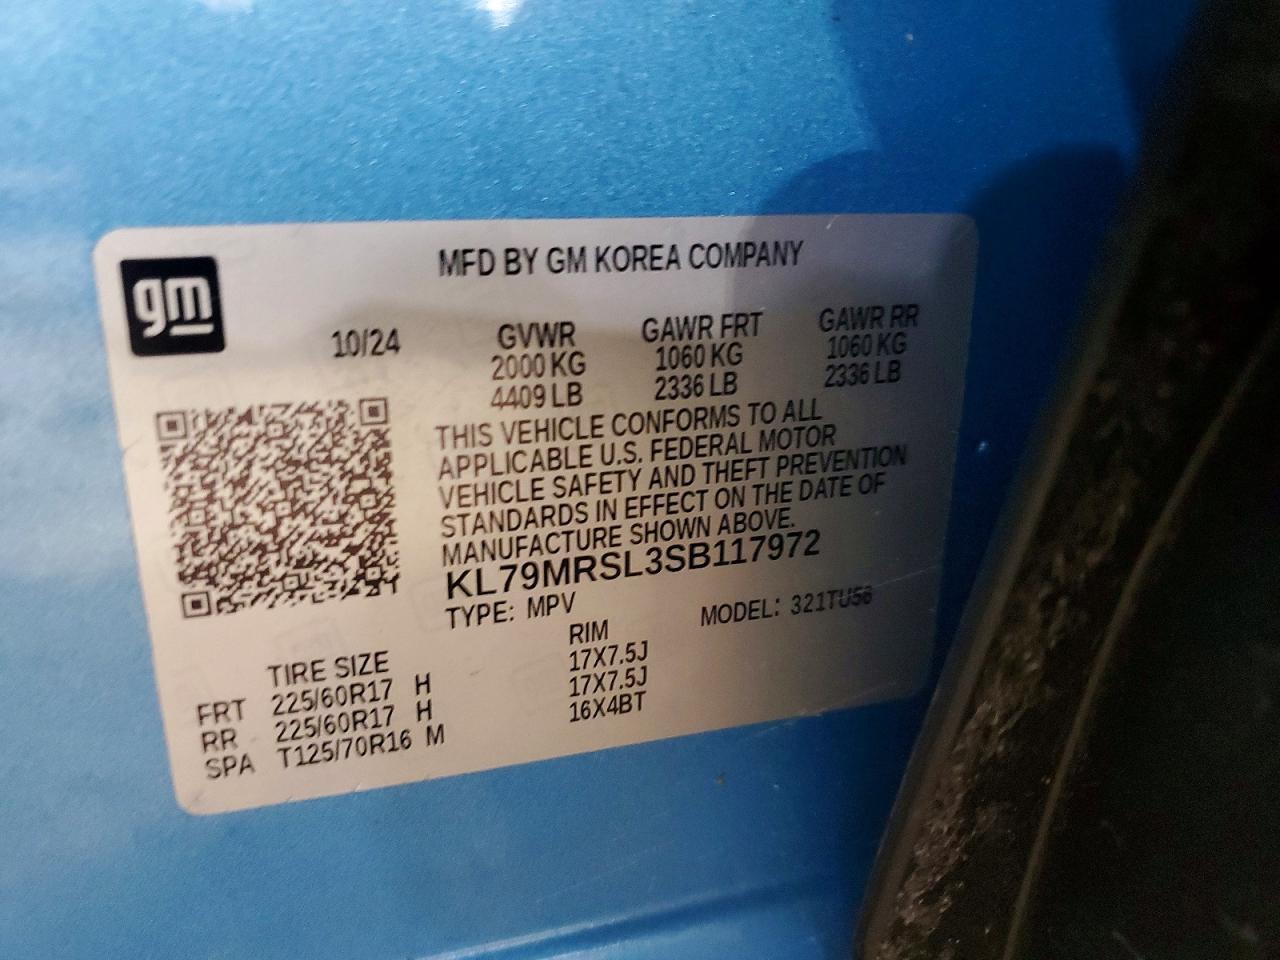 gm
MFD BY GM KOREA COMPANY
10/24 GVWR GAWR FRT GAWR RR
2000 KG 1060 KG 1060 KG
4409 LB 2336 LB 2336 LB
THIS VEHICLE CONFORMS TO ALL
APPLICABLE U.S. FEDERAL MOTOR
VEHICLE SAFETY AND THEFT PREVENTION
STANDARDS IN EFFECT ON THE DATE OF
MANUFACTURE SHOWN ABOVE.
KL79MRSL3SB117972
TYPE: MPV MODEL: 321TU56
TIRE SIZE RIM
FRT 225/60R17 H 17X7.5J
RR 225/60R17 H 17X7.5J
SPA T125/70R16 M 16X4BT